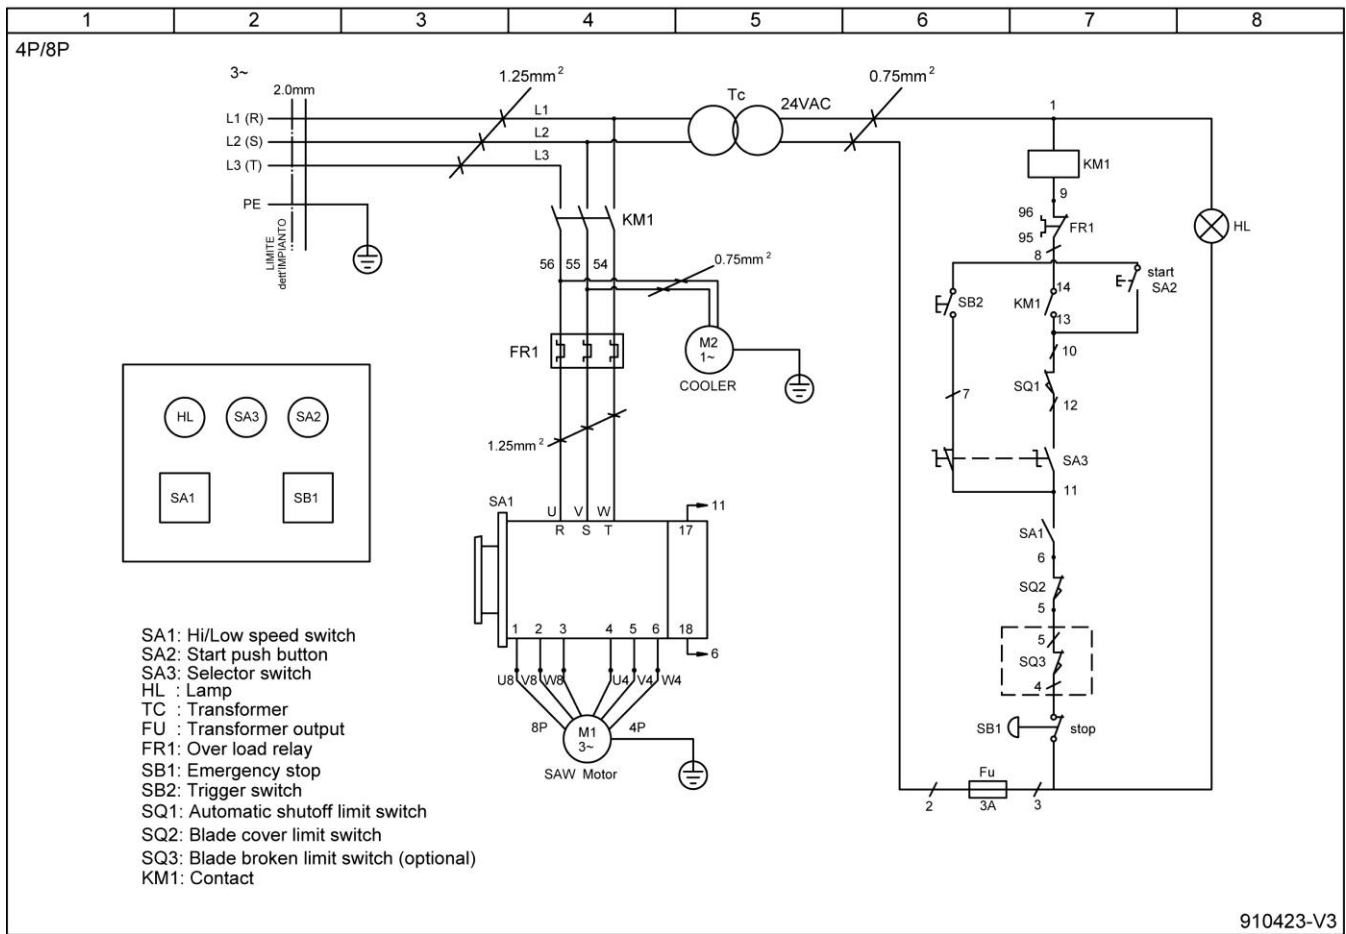 1 2 3 4 5 6 7 8
4P/8P
3~
2.0mm
1.25mm²
0.75mm²
L1 (R)
L2 (S)
L3 (T)
PE
L1
L2
L3
Tc
24VAC
LIMITE
dell'IMPIANTO
KM1
56 55 54
0.75mm²
FR1
M2
1~
COOLER
1.25mm²
SA1
U V W
R S T
17
11
1 2 3 4 5 6 18
6
U8 V8 W8 U4 V4 W4
8P
4P
M1
3~
SAW Motor
1
KM1
9
96
95
FR1
8
HL
start
SA2
SB2
14
KM1
13
10
SQ1
7
12
SA3
11
SA1
6
SQ2
5
5
SQ3
4
SB1
stop
Fu
2
3A
3
HL SA3 SA2
SA1 SB1
SA1: Hi/Low speed switch
SA2: Start push button
SA3: Selector switch
HL : Lamp
TC : Transformer
FU : Transformer output
FR1: Over load relay
SB1: Emergency stop
SB2: Trigger switch
SQ1: Automatic shutoff limit switch
SQ2: Blade cover limit switch
SQ3: Blade broken limit switch (optional)
KM1: Contact
910423-V3